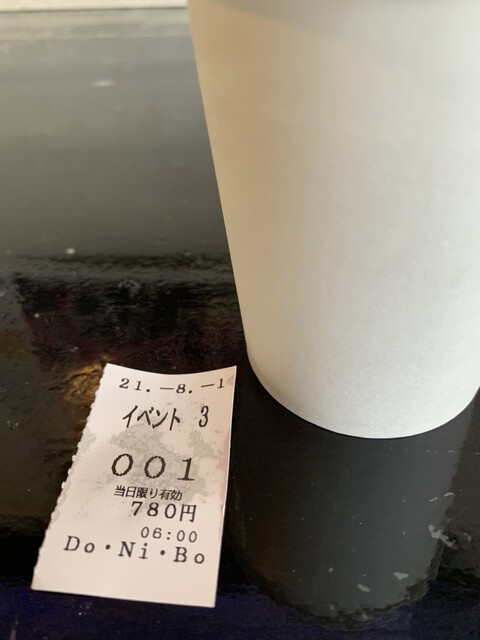 21.-8.-1
イベント 3
001
当日限り有効
780円
06:00
Do・Ni・Bo